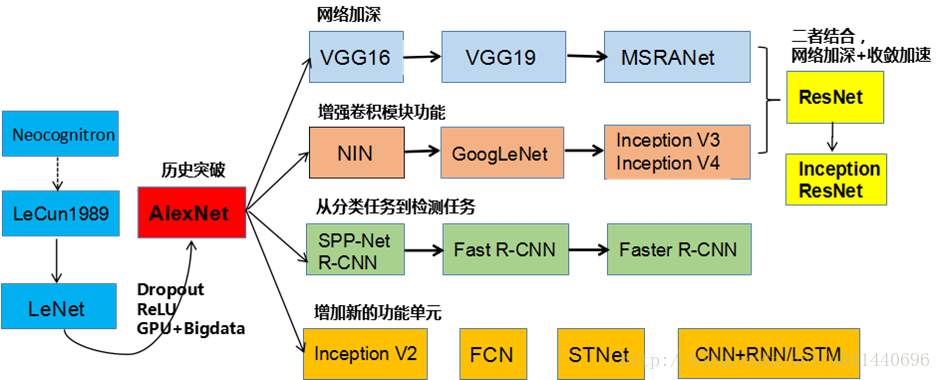 网络加深
VGG16
VGG19
MSRANet
二者结合，
网络加深+收敛加速
ResNet
Inception
ResNet
增强卷积模块功能
NIN
GoogLeNet
Inception V3
Inception V4
Neocognitron
LeCun1989
LeNet
历史突破
AlexNet
Dropout
ReLU
GPU+Bigdata
从分类任务到检测任务
SPP-Net
R-CNN
Fast R-CNN
Faster R-CNN
增加新的功能单元
Inception V2
FCN
STNet
CNN+RNN/LSTM